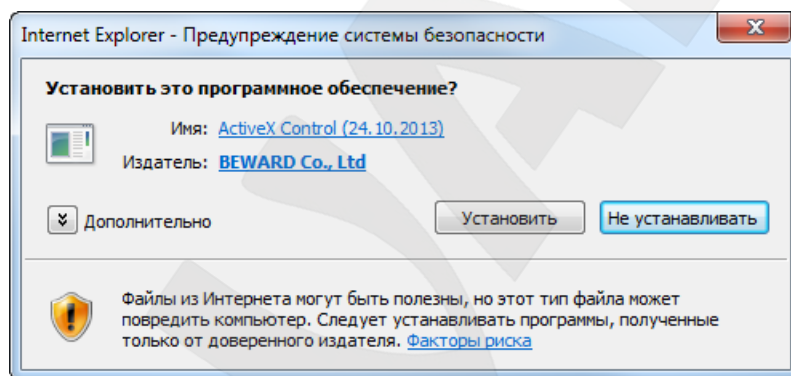 Internet Explorer - Предупреждение системы безопасности
Установить это программное обеспечение?
Имя: ActiveX Control (24.10.2013)
Издатель: BEWARD Co., Ltd
Дополнительно
Установить
Не устанавливать
Файлы из Интернета могут быть полезны, но этот тип файла может
повредить компьютер. Следует устанавливать программы, полученные
только от доверенного издателя. Факторы риска